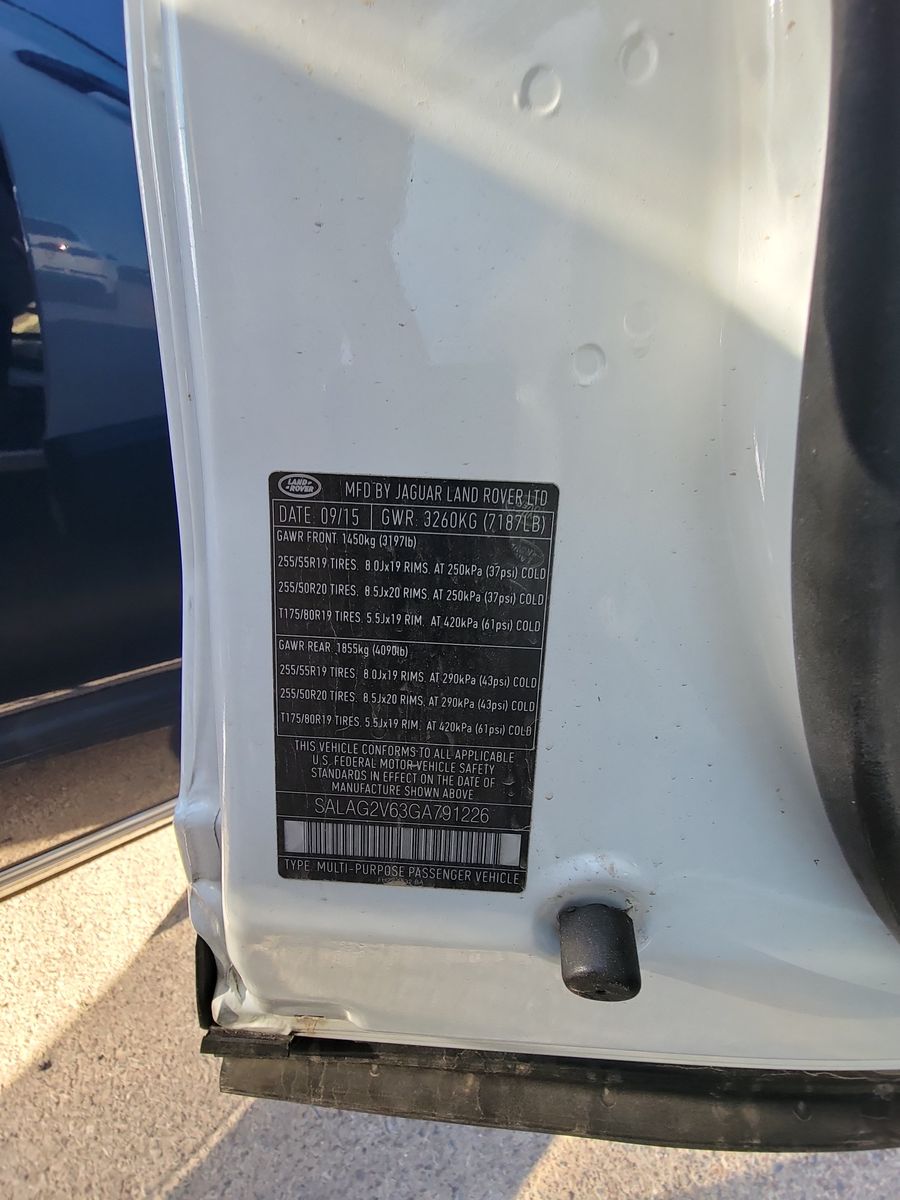 LAND ROVER
MFD BY JAGUAR LAND ROVER LTD
DATE: 09/15 GWR: 3260KG (7187LB)
GAWR FRONT 1450kg (3197lb)
255/55R19 TIRES. 8.0Jx19 RIMS. AT 250kPa (37psi) COLD
255/50R20 TIRES. 8.5Jx20 RIMS. AT 250kPa (37psi) COLD
T175/80R19 TIRES. 5.5Jx19 RIM. AT 420kPa (61psi) COLD
GAWR REAR 1855kg (4090lb)
255/55R19 TIRES. 8.0Jx19 RIMS. AT 290kPa (43psi) COLD
255/50R20 TIRES. 8.5Jx20 RIMS. AT 290kPa (43psi) COLD
T175/80R19 TIRES. 5.5Jx19 RIM. AT 420kPa (61psi) COLD
THIS VEHICLE CONFORMS TO ALL APPLICABLE
U.S. FEDERAL MOTOR VEHICLE SAFETY
STANDARDS IN EFFECT ON THE DATE OF
MANUFACTURE SHOWN ABOVE
SALAG2V63GA791226
TYPE: MULTI-PURPOSE PASSENGER VEHICLE